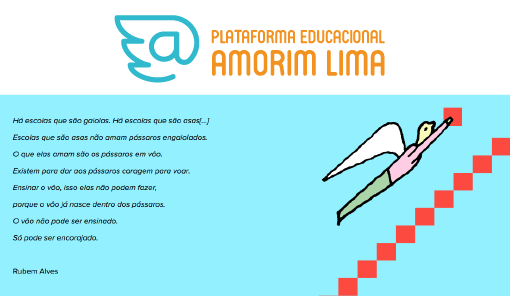 PLATAFORMA EDUCACIONAL
AMORIM LIMA
Há escolas que são gaiolas. Há escolas que são asas[...]
Escolas que são asas não amam pássaros engaiolados.
O que elas amam são os pássaros em vôo.
Existem para dar aos pássaros coragem para voar.
Ensinar o vôo, isso elas não podem fazer,
porque o vôo já nasce dentro dos pássaros.
O vôo não pode ser ensinado.
Só pode ser encorajado.
Rubem Alves